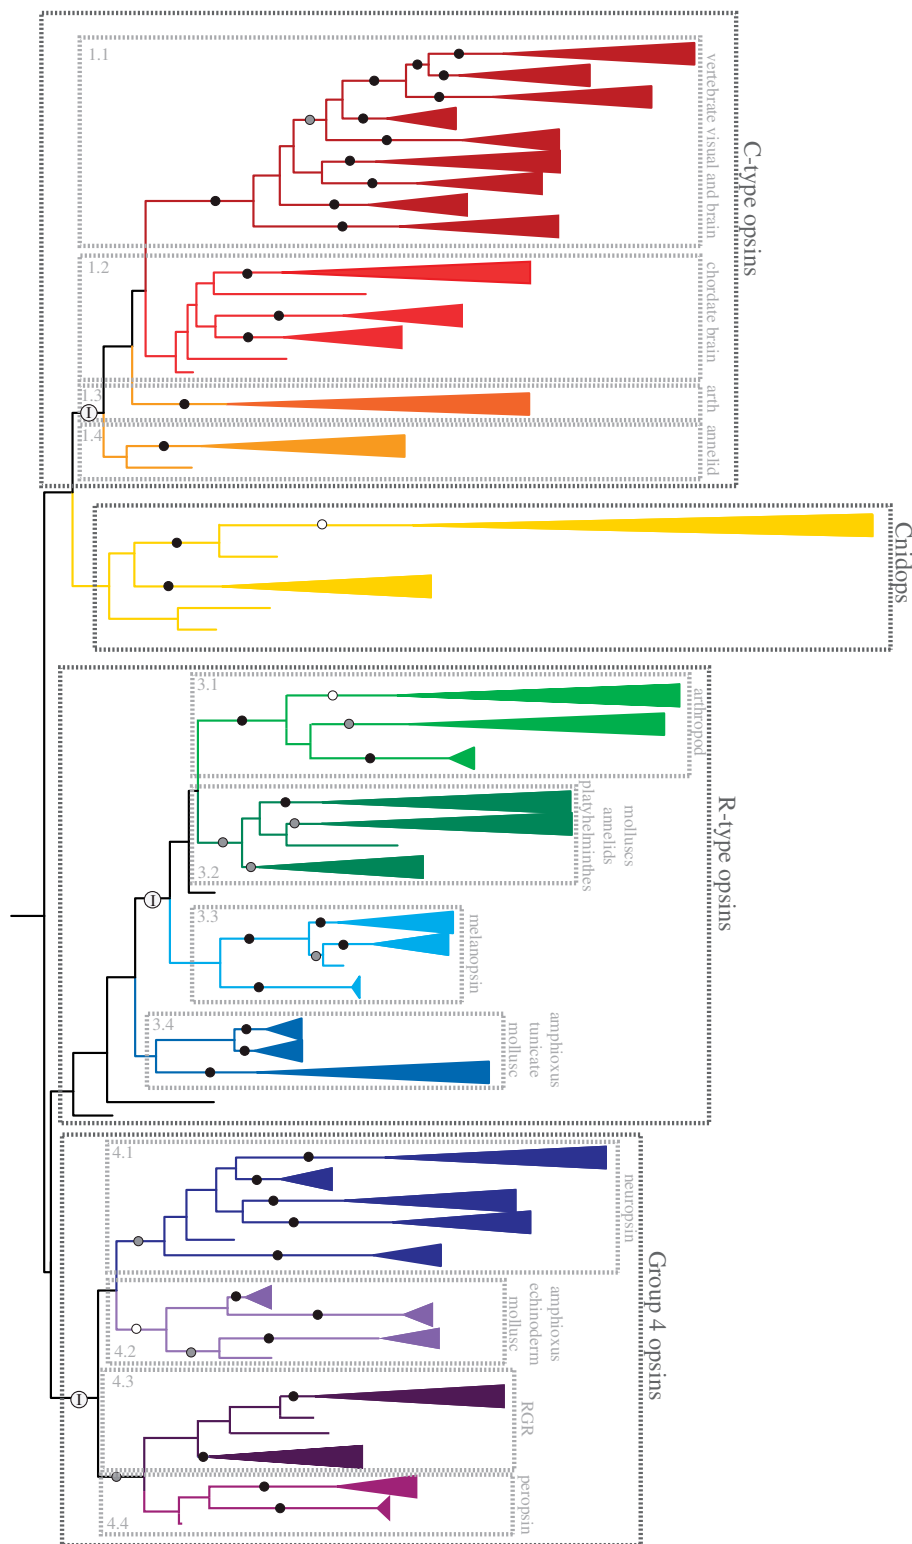 C-type opsins
1.1
vertebrate visual and brain
1.2
chordate brain
1.3
arth
I
1.4
annelid
Cnidops
R-type opsins
3.1
arthropod
molluscs
annelids
platyhelminthes
3.2
I
3.3
melanopsin
3.4
amphioxus
tunicate
mollusc
Group 4 opsins
4.1
neuropsin
amphioxus
echinoderm
mollusc
4.2
4.3
RGR
I
peropsin
4.4